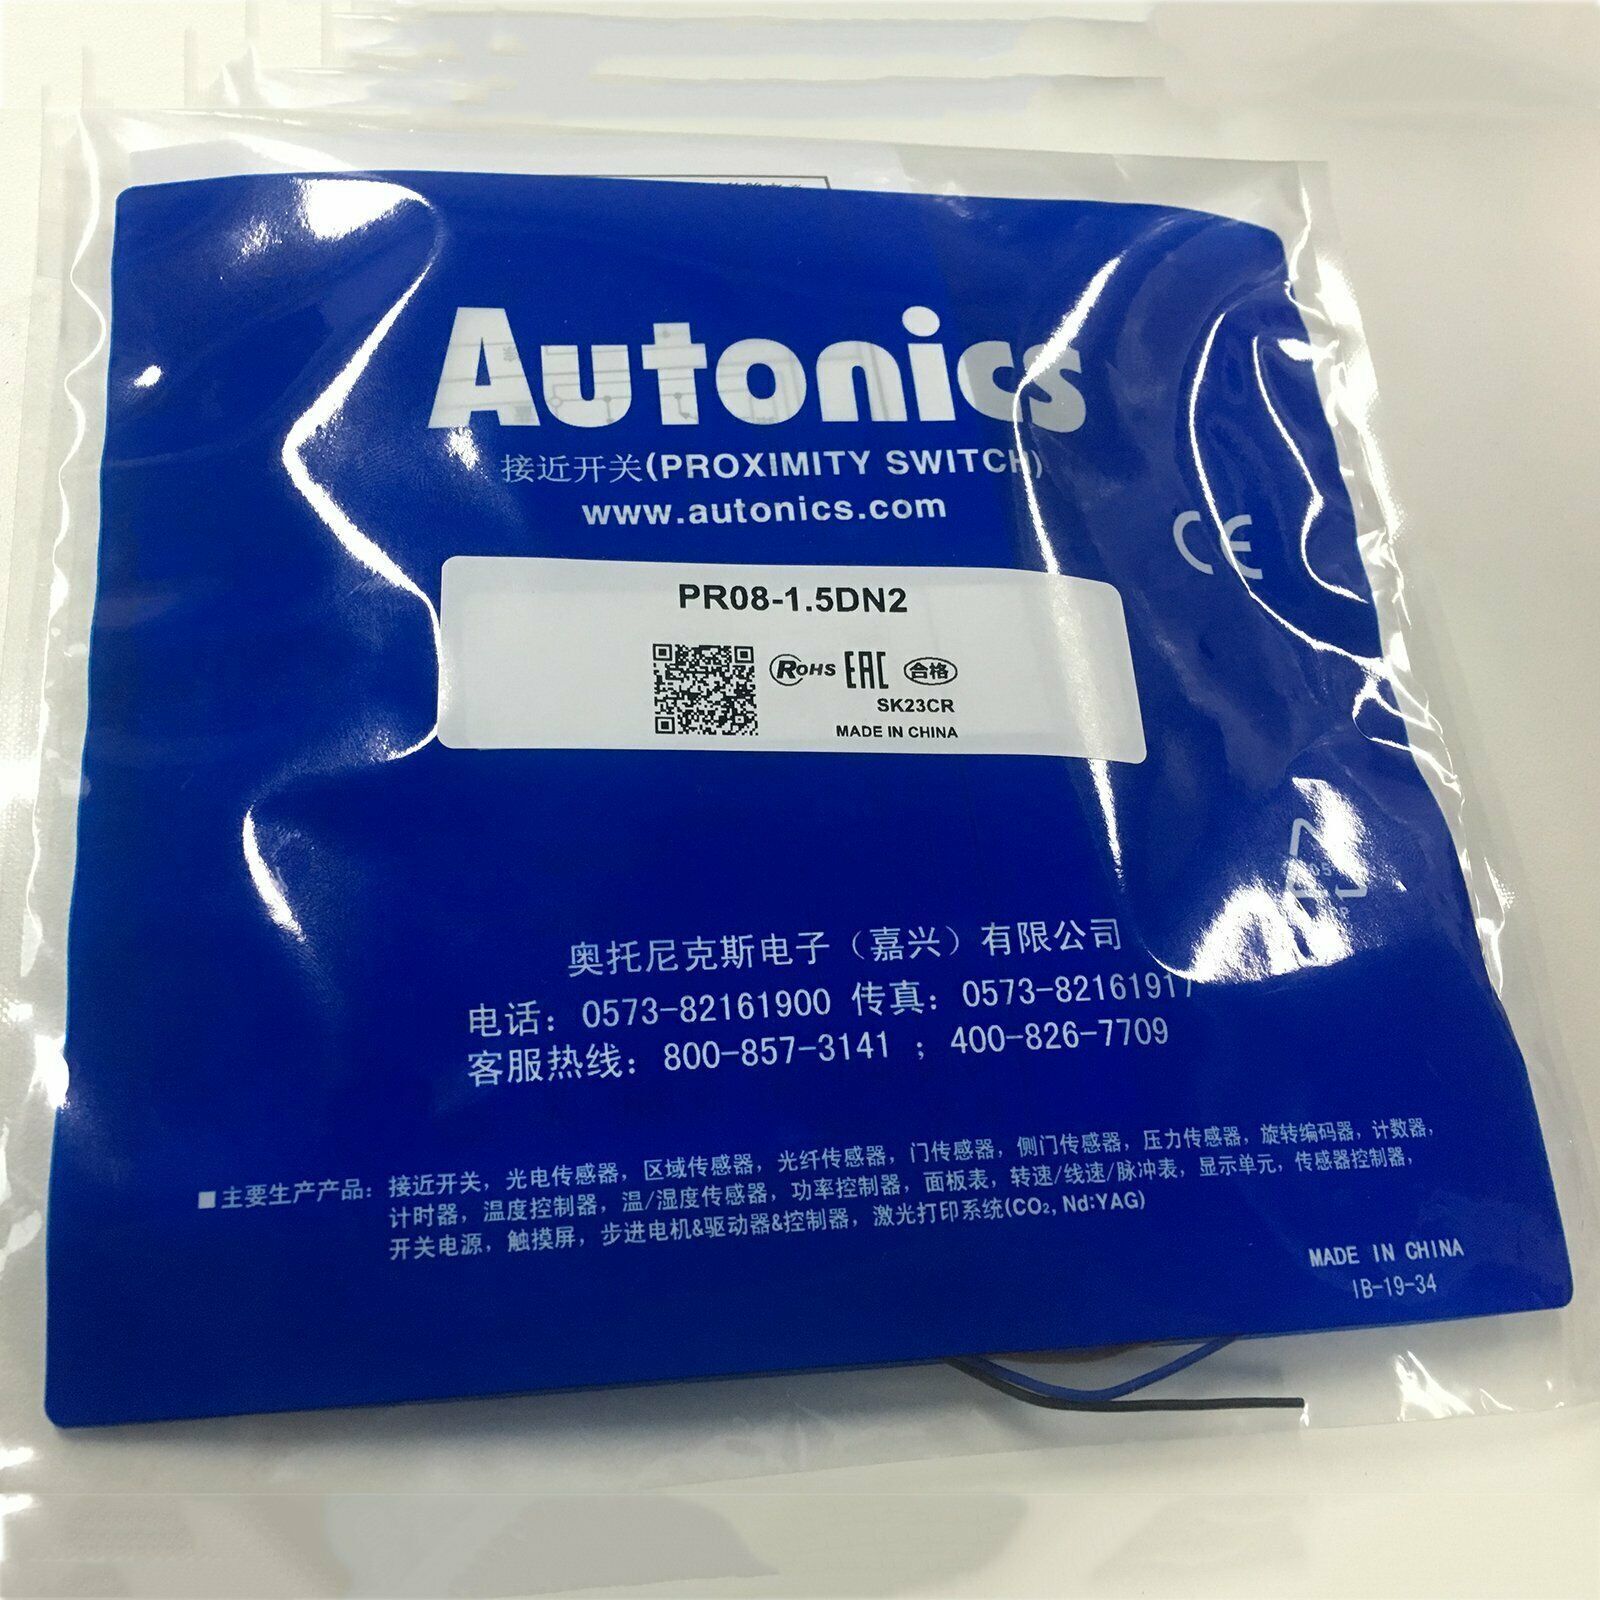 Autonics
接近开关(PROXIMITY SWITCH)
www.autonics.com
CE
PR08-1.5DN2
RoHS EAC 合格
SK23CR
MADE IN CHINA
05
奥托尼克斯电子（嘉兴）有限公司
电话：0573-82161900 传真：0573-82161917
客服热线：800-857-3141 ；400-826-7709
■主要生产产品：接近开关，光电传感器，区域传感器，光纤传感器，门传感器，侧门传感器，压力传感器，旋转编码器，计数器，
计时器，温度控制器，温/湿度传感器，功率控制器，面板表，转速/线速/脉冲表，显示单元，传感器控制器，
开关电源，触摸屏，步进电机&驱动器&控制器，激光打印系统(CO₂, Nd:YAG)
MADE IN CHINA
IB-19-34